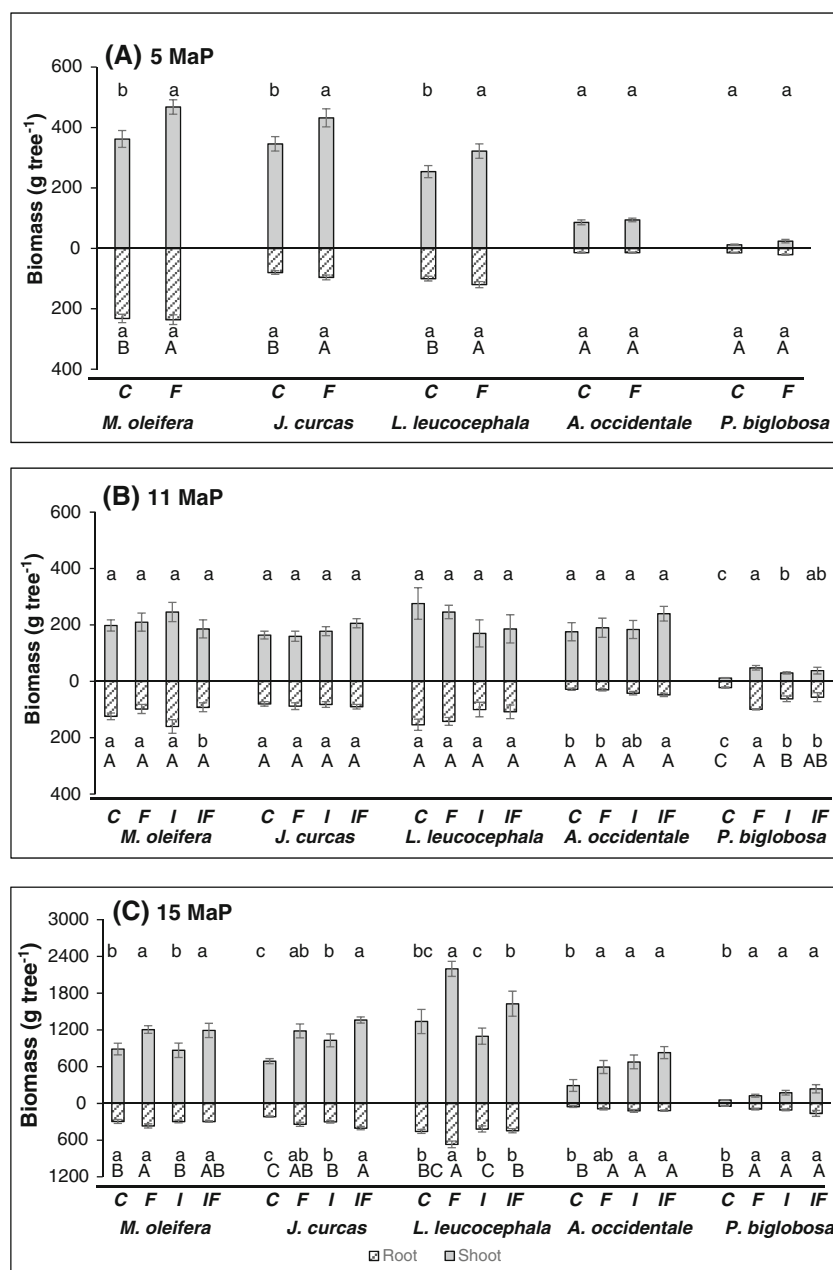 (A) 5 MaP
Biomass (g tree-1)
600
400
200
0
200
400
b a b a b a a a a a
a a a a a a a a a a
B A B A B A A A A A
C F C F C F C F C F
M. oleifera J. curcas L. leucocephala A. occidentale P. biglobosa
(B) 11 MaP
Biomass (g tree-1)
600
400
200
0
200
400
a a a a a a a a a a a a a a a a c a b ab
a a a b a a a a a a a a b b ab a c a b b
A A A A A A A A A A A A A A A A C A B AB
C F I IF C F I IF C F I IF C F I IF C F I IF
M. oleifera J. curcas L. leucocephala A. occidentale P. biglobosa
(C) 15 MaP
Biomass (g tree-1)
3000
2400
1800
1200
600
0
600
1200
b a b a c ab b a bc a c b b a a a b a a a
a a a a c ab b a b a b b b ab a a b a a a
B A B AB C AB B A BC A C B B A A A B A A A
C F I IF C F I IF C F I IF C F I IF C F I IF
M. oleifera J. curcas L. leucocephala A. occidentale P. biglobosa
Root Shoot